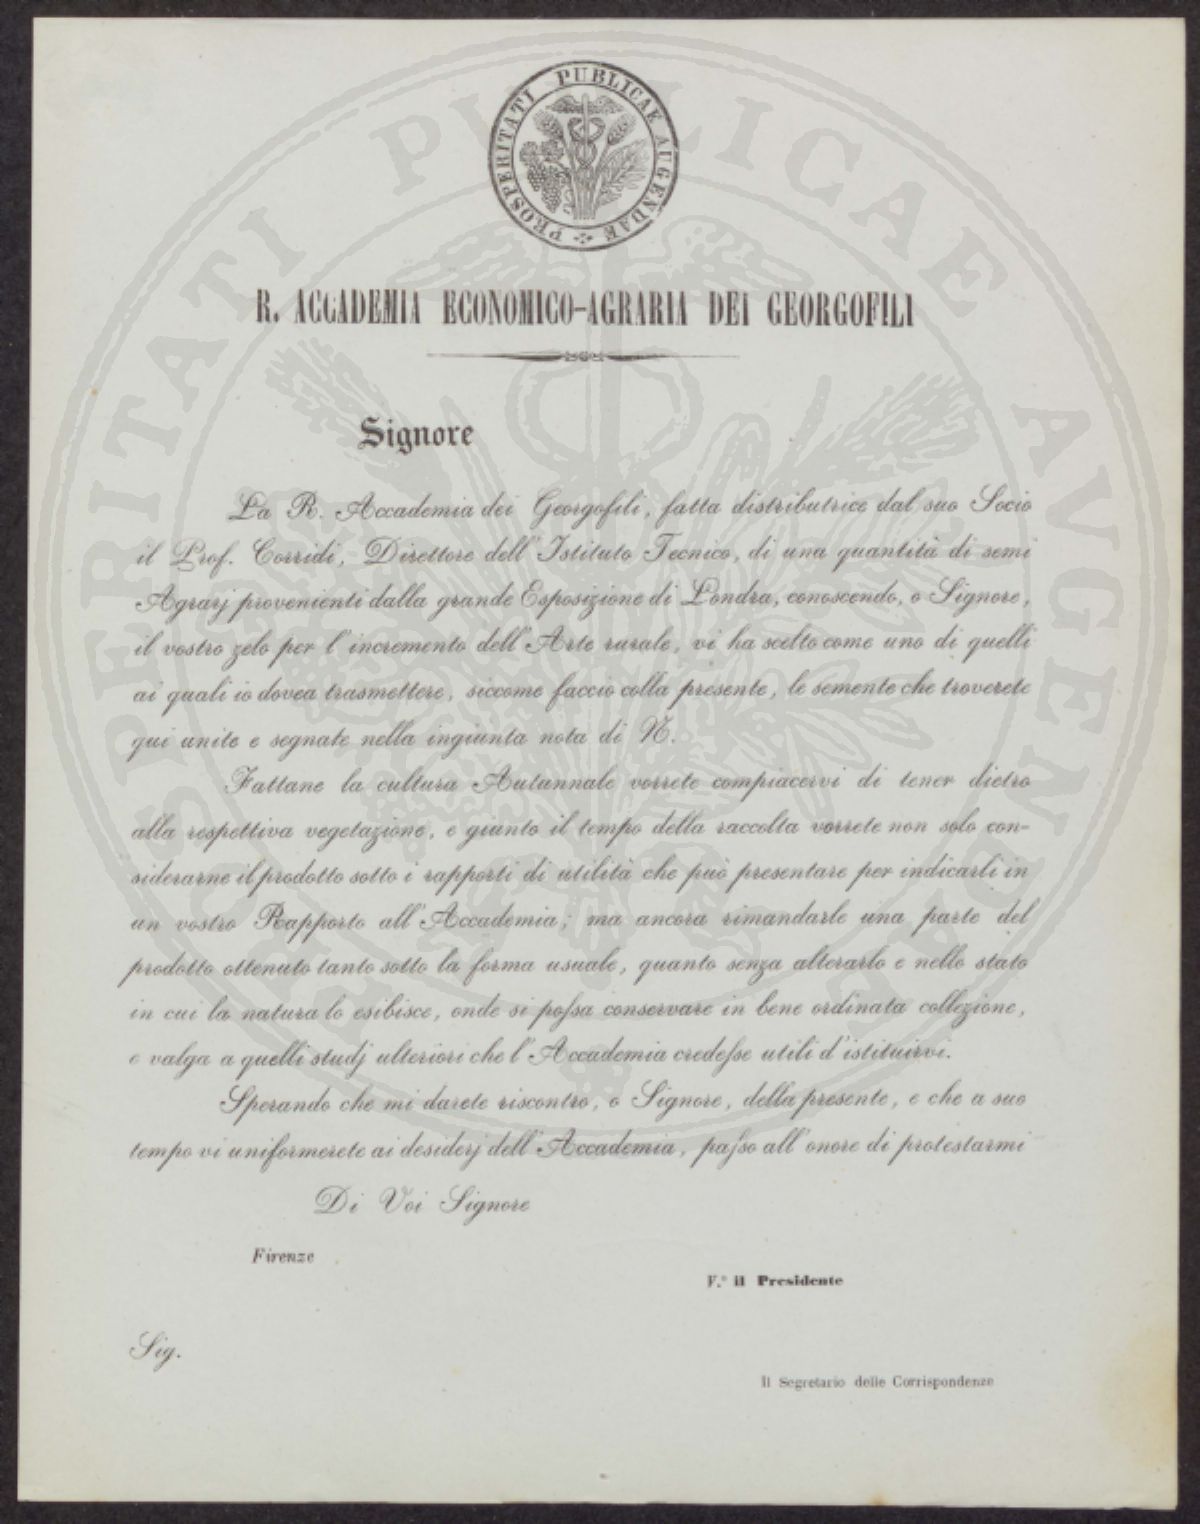 PROSPERITATI PUBLICAE AUGENDAE
R. ACCADEMIA ECONOMICO-AGRARIA DEI GEORGOFILI
Signore
La R. Accademia dei Georgofili, fatta distributrice dal suo Socio
il Prof. Corridi, Direttore dell' Istituto Tecnico, di una quantità di semi
Agrarj provenienti dalla grande Esposizione di Londra, conoscendo, o Signore,
il vostro zelo per l' incremento dell' Arte rurale, vi ha scelto come uno di quelli
ai quali io dovea trasmettere, siccome faccio colla presente, le semente che troverete
qui unite e segnate nella ingiunta nota di N.
Fattane la cultura Autunnale vorrete compiacervi di tener dietro
alla respettiva vegetazione, e giunto il tempo della raccolta vorrete non solo con-
siderarne il prodotto sotto i rapporti di utilità che può presentare per indicarli in
un vostro Rapporto all' Accademia; ma ancora rimandarle una parte del
prodotto ottenuto tanto sotto la forma usuale, quanto senza alterarlo e nello stato
in cui la natura lo esibisce, onde si poſsa conservare in bene ordinata collezione,
e valga a quelli studj ulteriori che l' Accademia credeſse utili d' istituirvi.
Sperando che mi darete riscontro, o Signore, della presente, e che a suo
tempo vi uniformerete ai desiderj dell' Accademia, paſso all' onore di protestarmi
Di Voi Signore
Firenze
V.° il Presidente
Sig.
Il Segretario delle Corrispondenze
PROSPERITATI PUBLICAE AVGENDAE